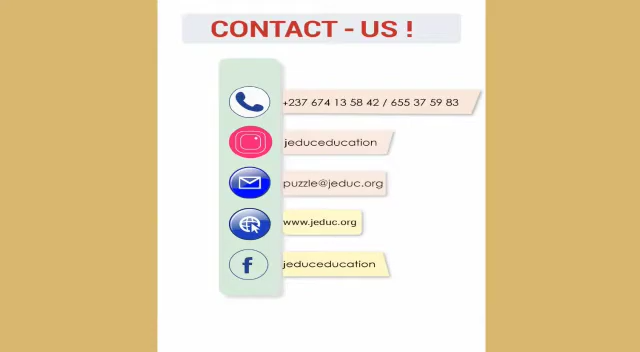 CONTACT - US !
+237 674 13 58 42 / 655 37 59 83
jeduceducation
puzzle@jeduc.org
www.jeduc.org
jeduceducation